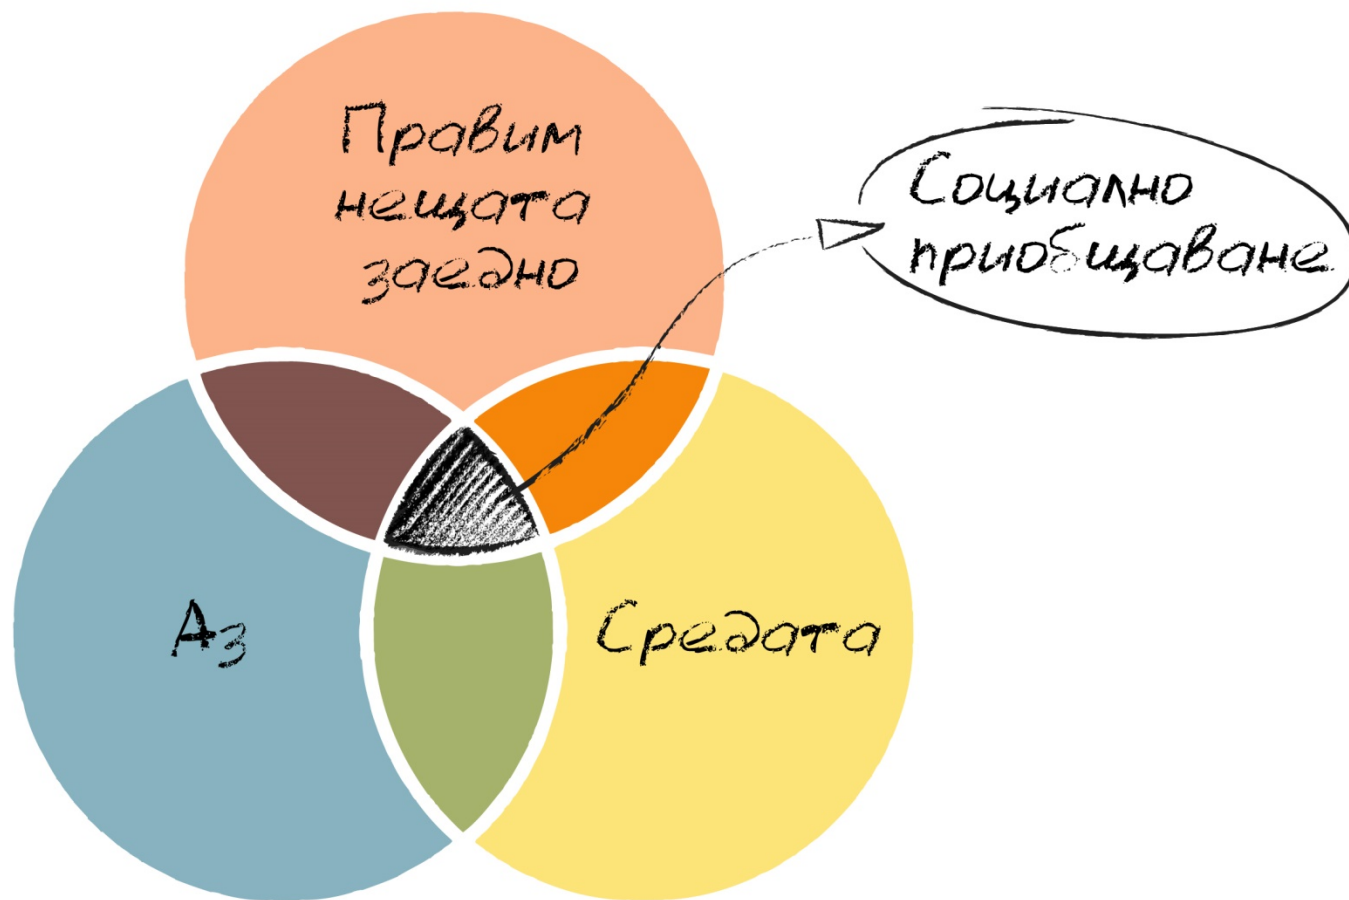 Правим
нещата
заедно
Социално
приобщаване
Аз
Средата